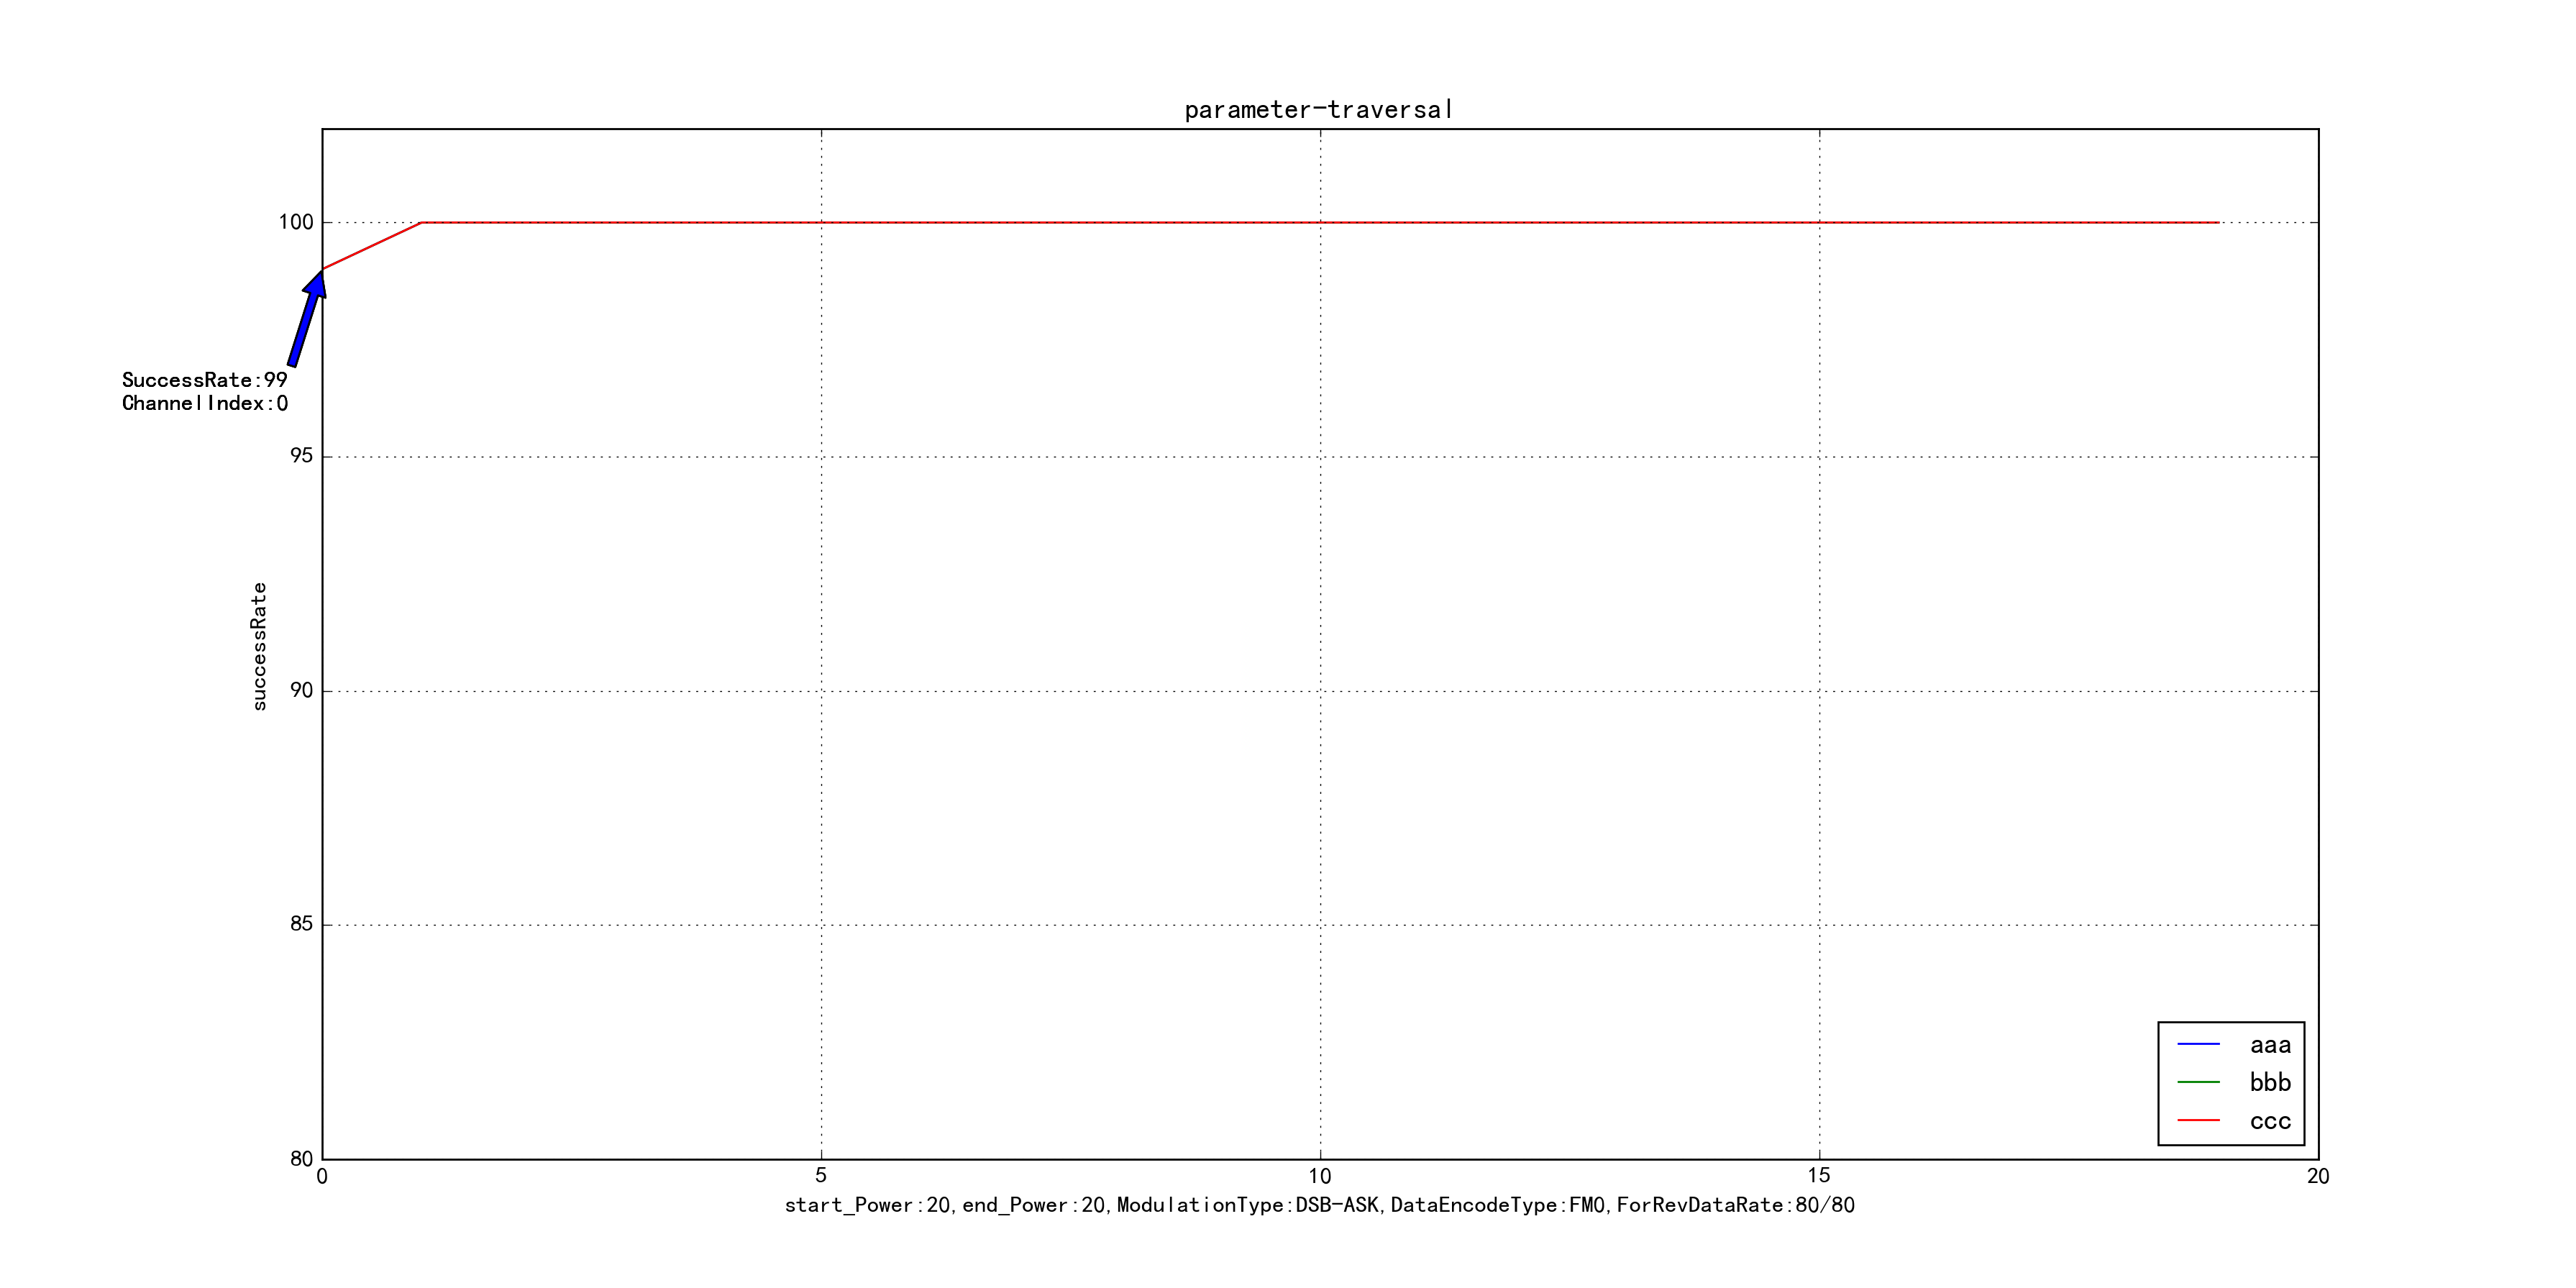 parameter-traversal
100
SuccessRate:99
ChannelIndex:0
95
successRate
90
85
aaa
bbb
ccc
80
0 5 10 15 20
start_Power:20,end_Power:20,ModulationType:DSB-ASK,DataEncodeType:FM0,ForRevDataRate:80/80